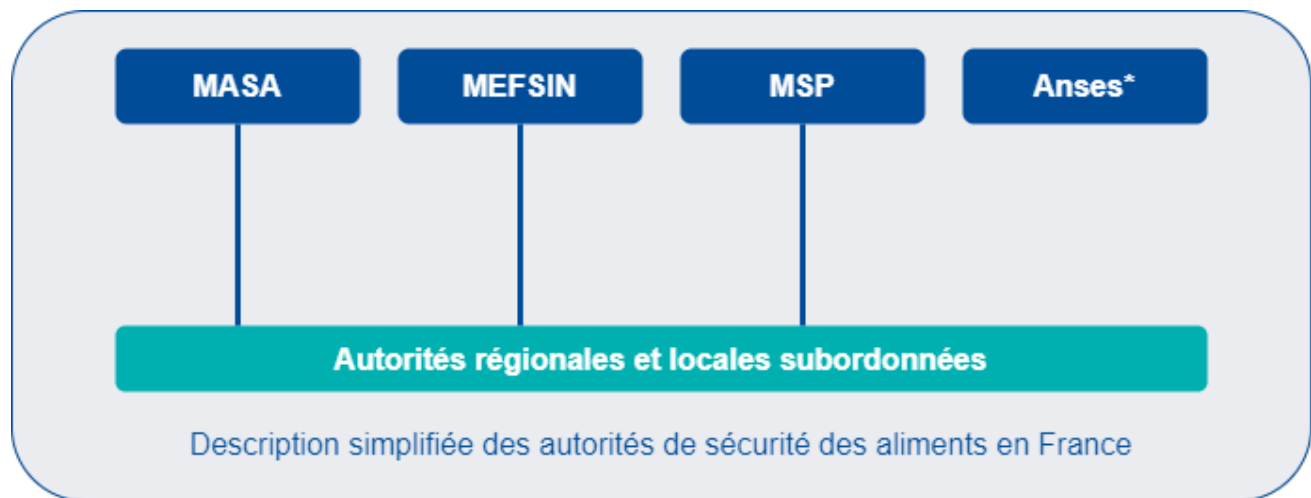 MASA
MEFSIN
MSP
Anses*
Autorités régionales et locales subordonnées
Description simplifiée des autorités de sécurité des aliments en France